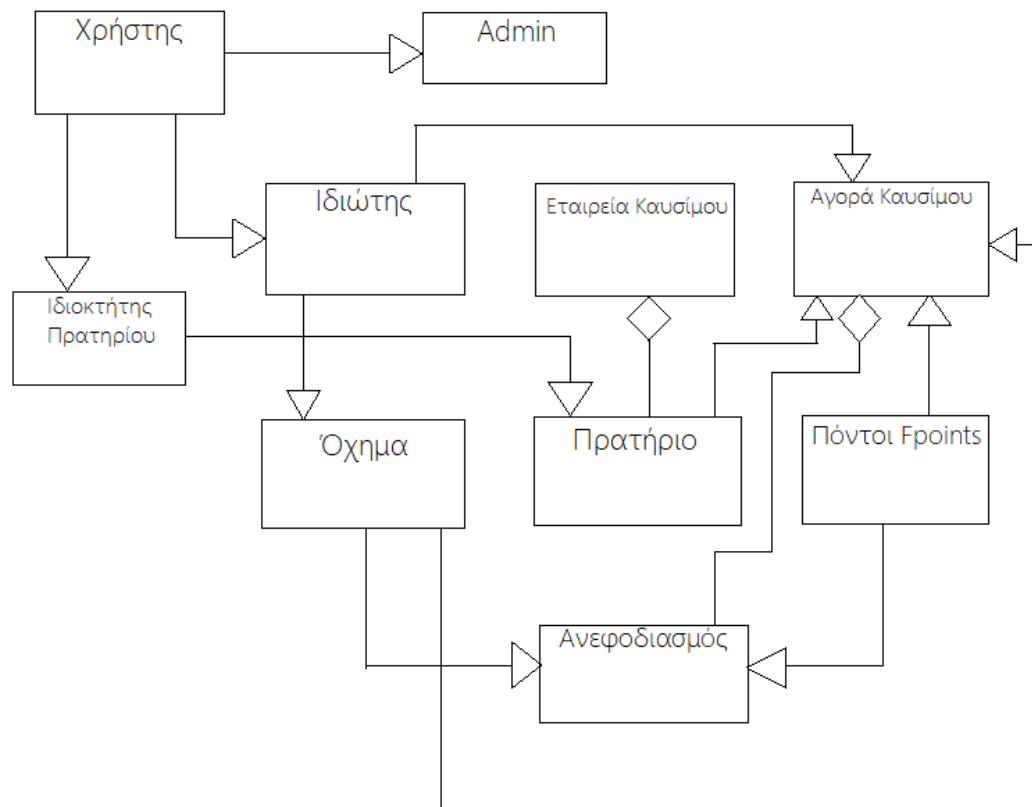 Χρήστης
Admin
Ιδιώτης
Εταιρεία Καυσίμου
Αγορά Καυσίμου
Ιδιοκτήτης
Πρατηρίου
Όχημα
Πρατήριο
Πόντοι Fpoints
Ανεφοδιασμός